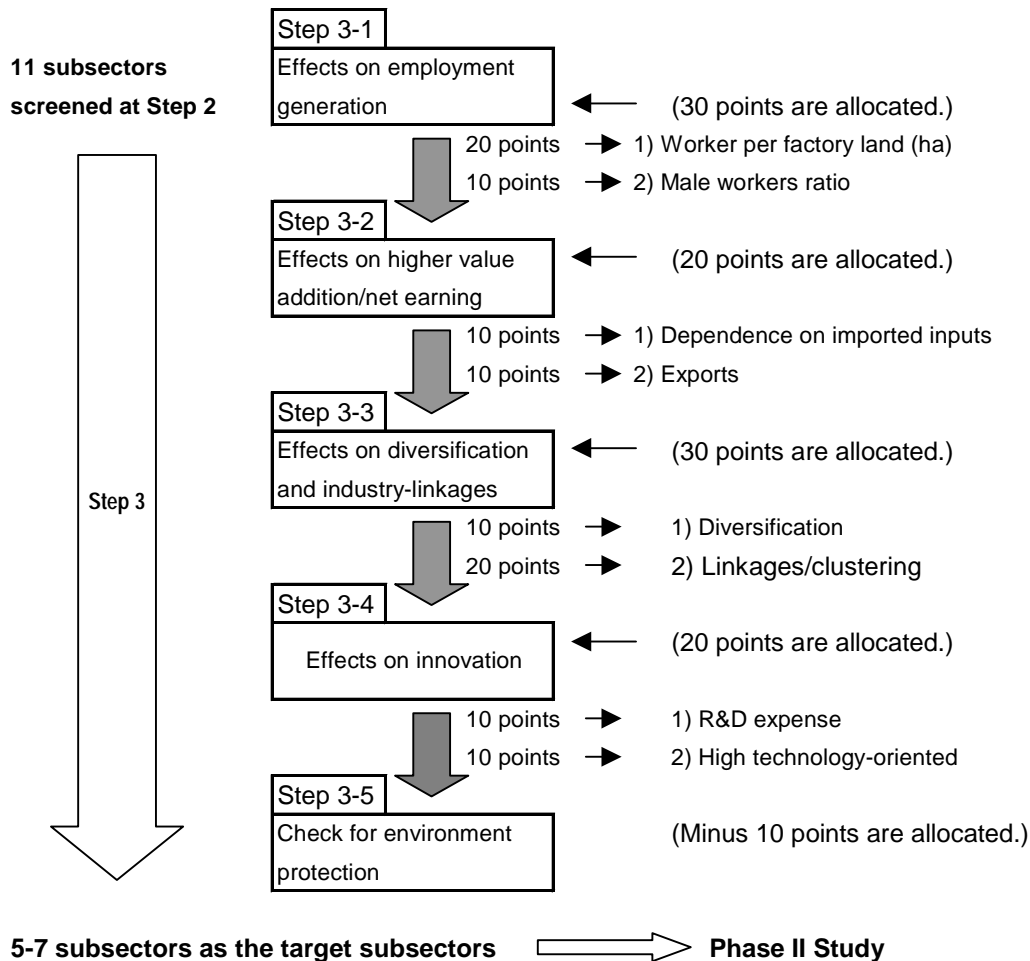 Step 3-1
11 subsectors
screened at Step 2
Effects on employment
generation
(30 points are allocated.)
20 points
1) Worker per factory land (ha)
10 points
2) Male workers ratio
Step 3-2
Effects on higher value
addition/net earning
(20 points are allocated.)
10 points
1) Dependence on imported inputs
10 points
2) Exports
Step 3-3
Effects on diversification
and industry-linkages
(30 points are allocated.)
Step 3
10 points
1) Diversification
20 points
2) Linkages/clustering
Step 3-4
Effects on innovation
(20 points are allocated.)
10 points
1) R&D expense
10 points
2) High technology-oriented
Step 3-5
Check for environment
protection
(Minus 10 points are allocated.)
5-7 subsectors as the target subsectors
Phase II Study